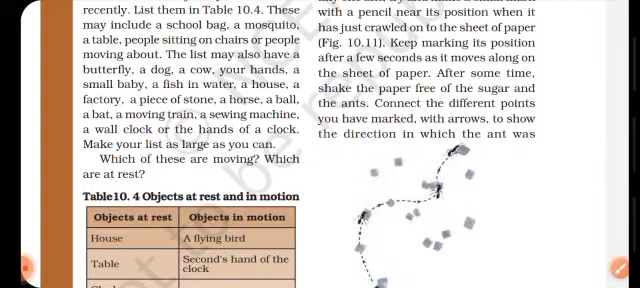 recently. List them in Table 10.4. These
may include a school bag, a mosquito,
a table, people sitting on chairs or people
moving about. The list may also have a
butterfly, a dog, a cow, your hands, a
small baby, a fish in water, a house, a
factory, a piece of stone, a horse, a ball,
a bat, a moving train, a sewing machine,
a wall clock or the hands of a clock.
Make your list as large as you can.
Which of these are moving? Which
are at rest?
Table10. 4 Objects at rest and in motion
Objects at rest Objects in motion
House A flying bird
Table Second's hand of the
clock
with a pencil near its position when it
has just crawled on to the sheet of paper
(Fig. 10.11). Keep marking its position
after a few seconds as it moves along on
the sheet of paper. After some time,
shake the paper free of the sugar and
the ants. Connect the different points
you have marked, with arrows, to show
the direction in which the ant was